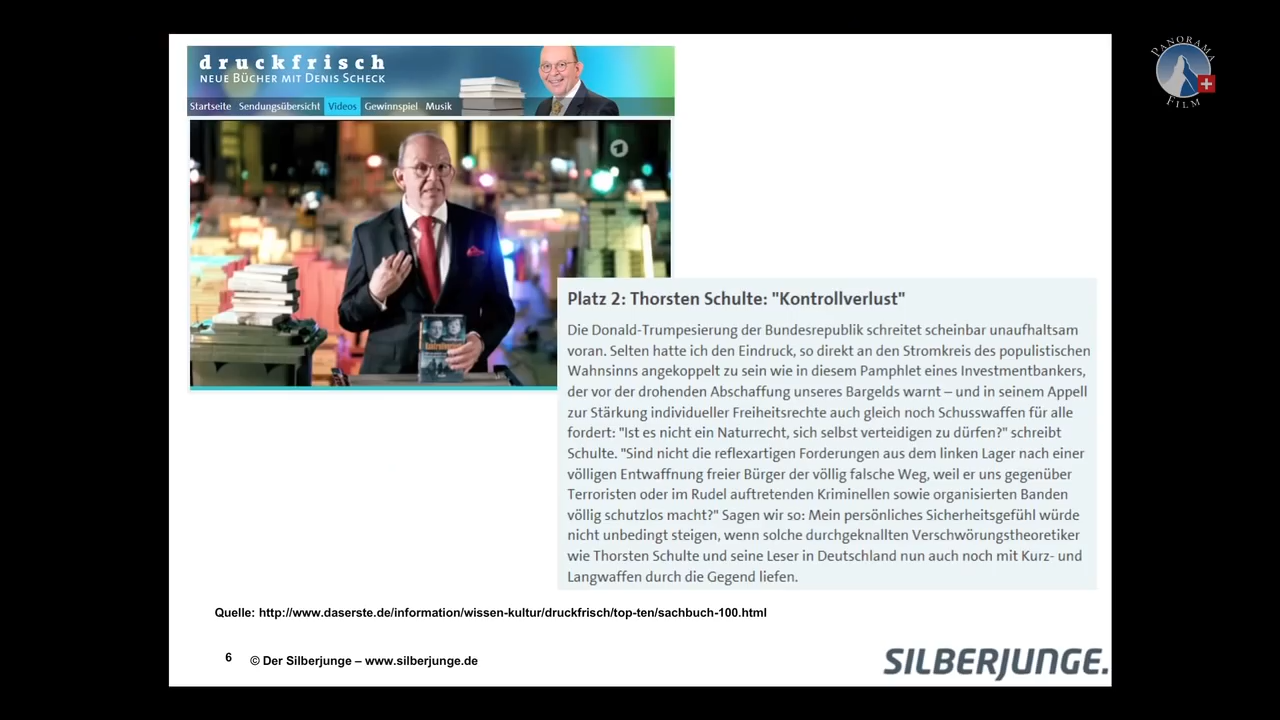 druckfrisch
NEUE BÜCHER MIT DENIS SCHECK
Startseite Sendungsübersicht Videos Gewinnspiel Musik
PANORAMA
FILM
Kontrollverlust
Platz 2: Thorsten Schulte: "Kontrollverlust"
Die Donald-Trumpesierung der Bundesrepublik schreitet scheinbar unaufhaltsam
voran. Selten hatte ich den Eindruck, so direkt an den Stromkreis des populistischen
Wahnsinns angekoppelt zu sein wie in diesem Pamphlet eines Investmentbankers,
der vor der drohenden Abschaffung unseres Bargelds warnt – und in seinem Appell
zur Stärkung individueller Freiheitsrechte auch gleich noch Schusswaffen für alle
fordert: "Ist es nicht ein Naturrecht, sich selbst verteidigen zu dürfen?" schreibt
Schulte. "Sind nicht die reflexartigen Forderungen aus dem linken Lager nach einer
völligen Entwaffnung freier Bürger der völlig falsche Weg, weil er uns gegenüber
Terroristen oder im Rudel auftretenden Kriminellen sowie organisierten Banden
völlig schutzlos macht?" Sagen wir so: Mein persönliches Sicherheitsgefühl würde
nicht unbedingt steigen, wenn solche durchgeknallten Verschwörungstheoretiker
wie Thorsten Schulte und seine Leser in Deutschland nun auch noch mit Kurz- und
Langwaffen durch die Gegend liefen.
Quelle: http://www.daserste.de/information/wissen-kultur/druckfrisch/top-ten/sachbuch-100.html
6 © Der Silberjunge – www.silberjunge.de
SILBERJUNGE.